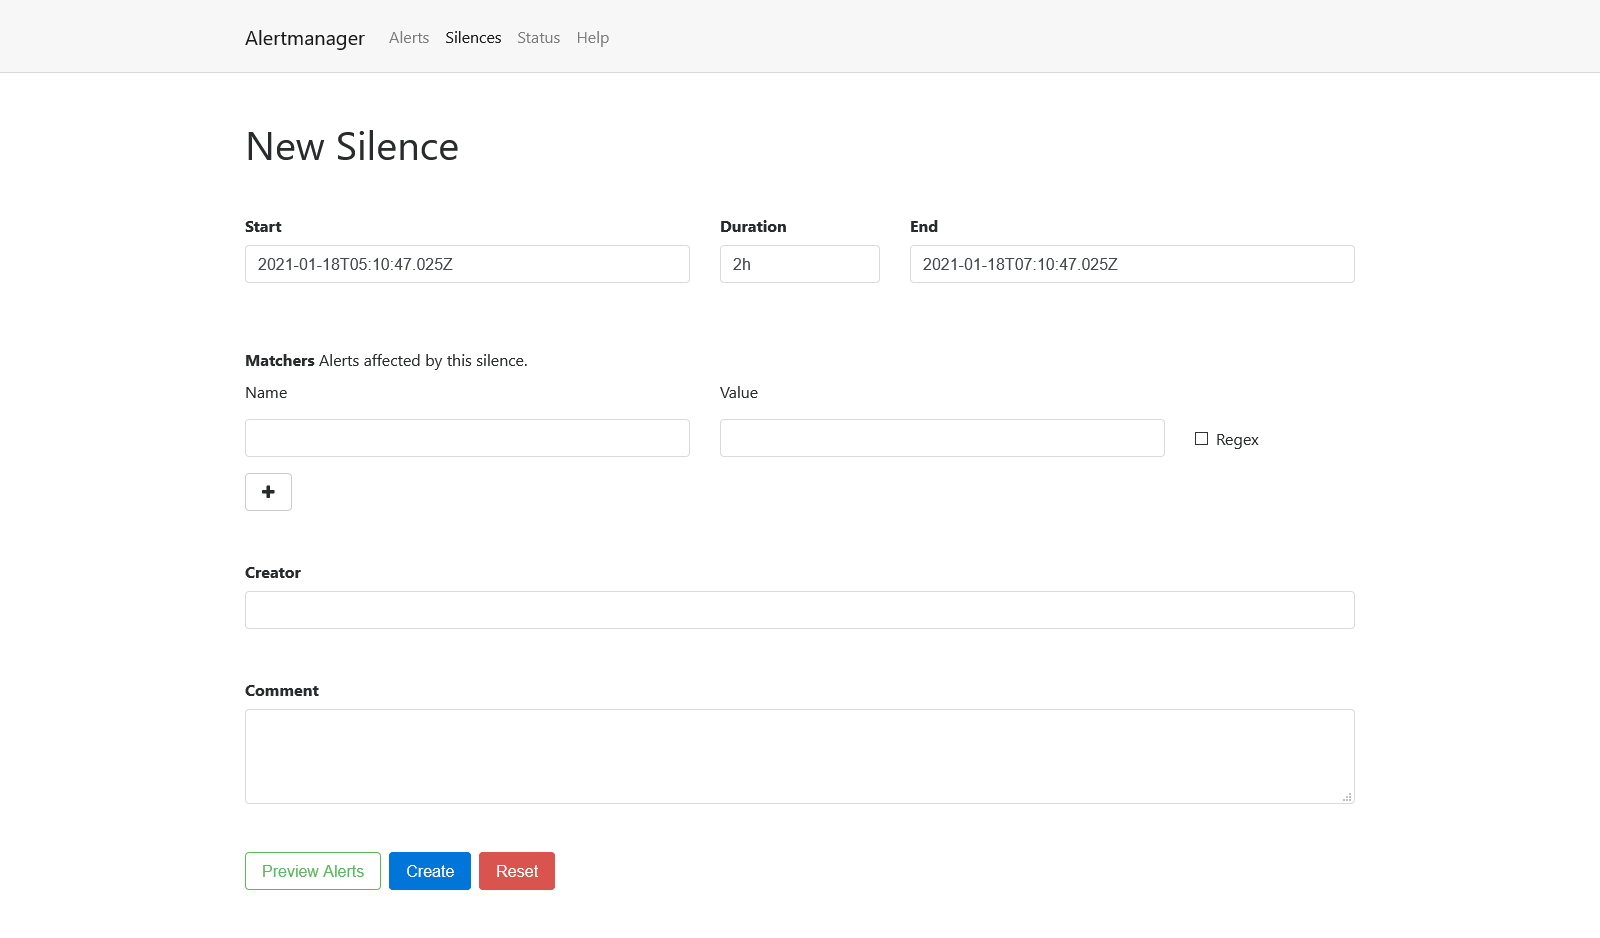 Alertmanager Alerts Silences Status Help
New Silence
Start Duration End
2021-01-18T05:10:47.025Z 2h 2021-01-18T07:10:47.025Z
Matchers Alerts affected by this silence.
Name Value
Regex
+
Creator
Comment
Preview Alerts Create Reset